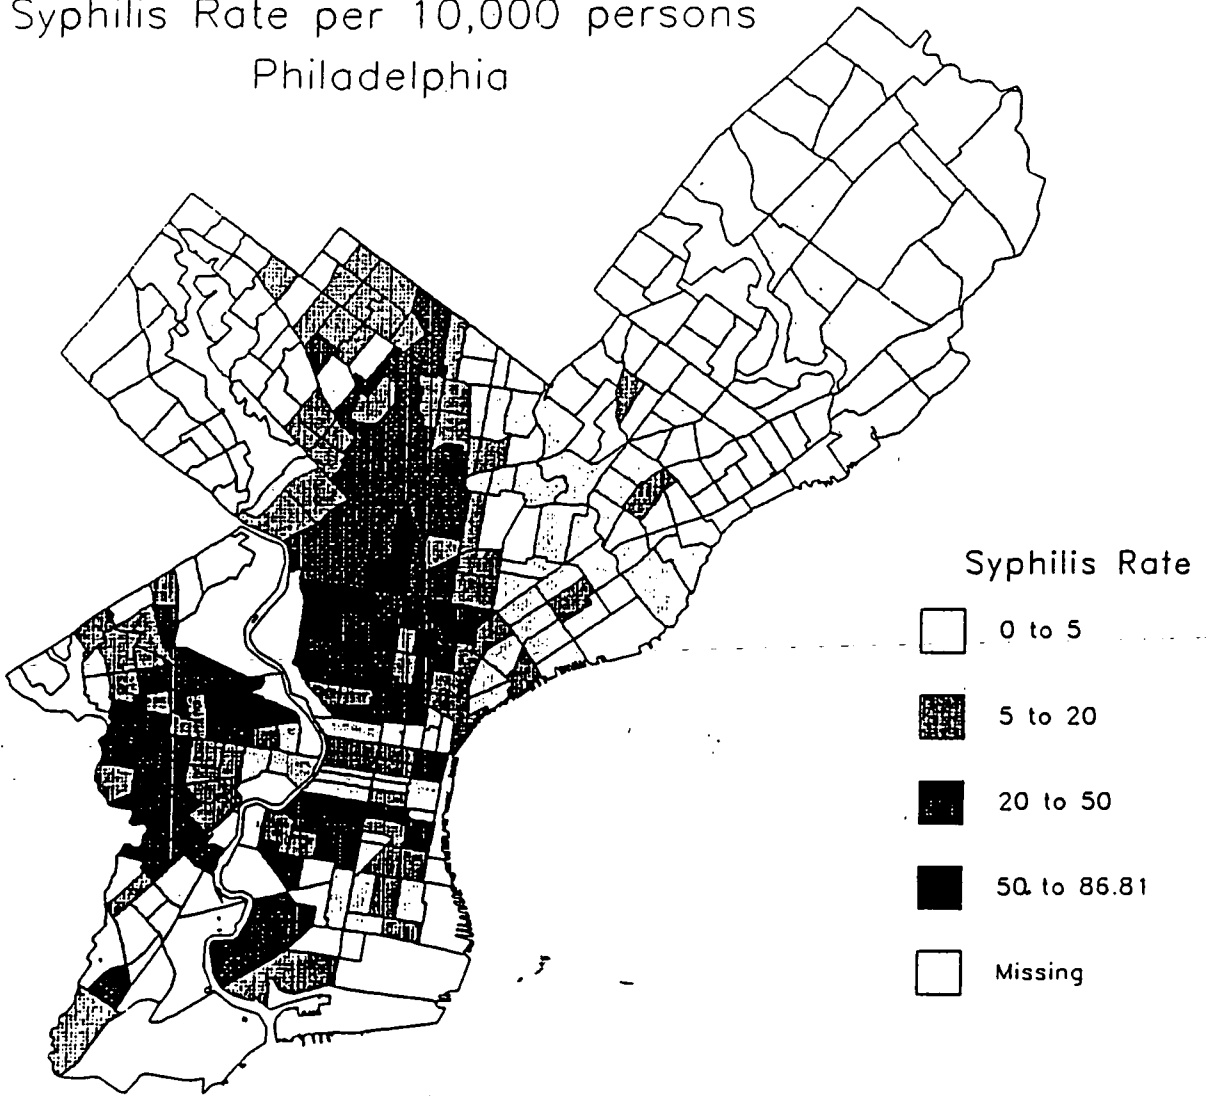 Syphilis Rate per 10,000 persons
Philadelphia
Syphilis Rate
0 to 5
5 to 20
20 to 50
50. to 86.81
Missing